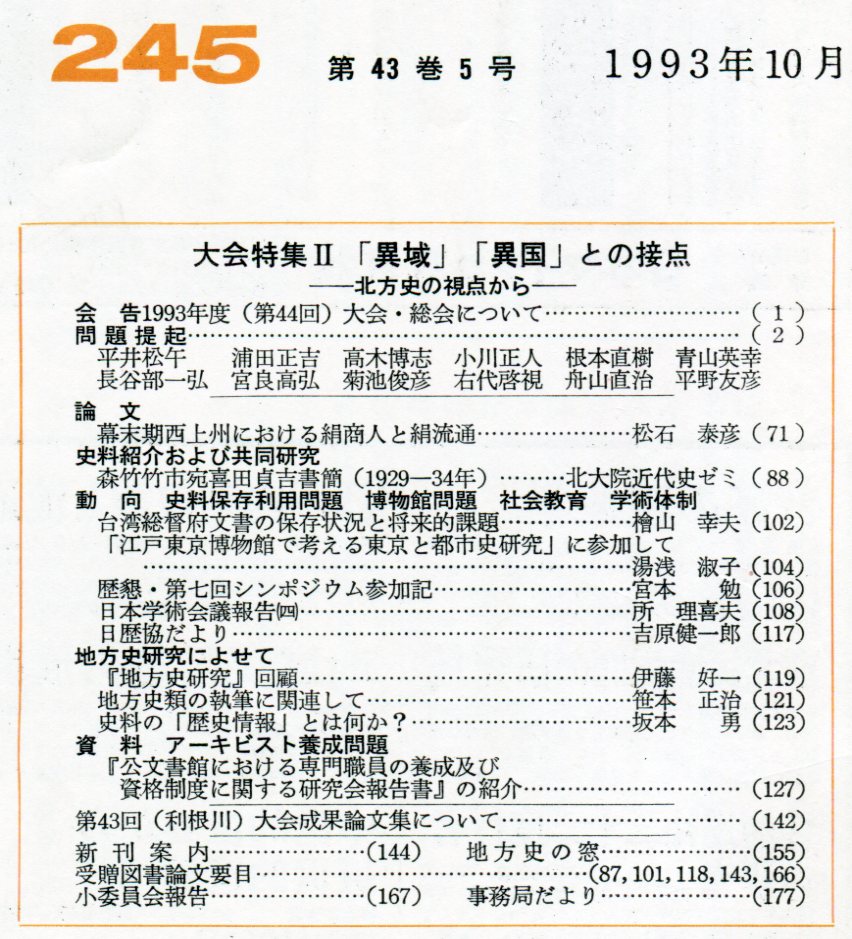 245 第43巻5号 1993年10月
大会特集Ⅱ 「異域」「異国」との接点
――北方史の視点から――
会 告1993年度（第44回）大会・総会について…………………………（ 1 ）
問題提起………………………………………………………………………（ 2 ）
平井松午 浦田正吉 高木博志 小川正人 根本直樹 青山英幸
長谷部一弘 宮良高弘 菊池俊彦 右代啓視 舟山直治 平野友彦
論 文
幕末期西上州における絹商人と絹流通…………………松石 泰彦（71）
史料紹介および共同研究
森竹竹市宛喜田貞吉書簡（1929―34年）………北大院近代史ゼミ（88）
動 向 史料保存利用問題 博物館問題 社会教育 学術体制
台湾総督府文書の保存状況と将来的課題………………檜山 幸夫（102）
「江戸東京博物館で考える東京と都市史研究」に参加して
…………………………………………………………湯浅 淑子（104）
歴懇・第七回シンポジウム参加記………………………宮本 勉（106）
日本学術会議報告㈣………………………………………所 理喜夫（108）
日歴協だより………………………………………………吉原健一郎（117）
地方史研究によせて
『地方史研究』回顧………………………………………伊藤 好一（119）
地方史類の執筆に関連して………………………………笹本 正治（121）
史料の「歴史情報」とは何か？…………………………坂本 勇（123）
資 料 アーキビスト養成問題
『公文書館における専門職員の養成及び
資格制度に関する研究会報告書』の紹介…………………………（127）
第43回（利根川）大会成果論文集について…………………………（142）
新刊案内…………………（144） 地方史の窓…………………（155）
受贈図書論文要目……………………………………（87,101,118,143,166）
小委員会報告……………（167） 事務局だより………………（177）